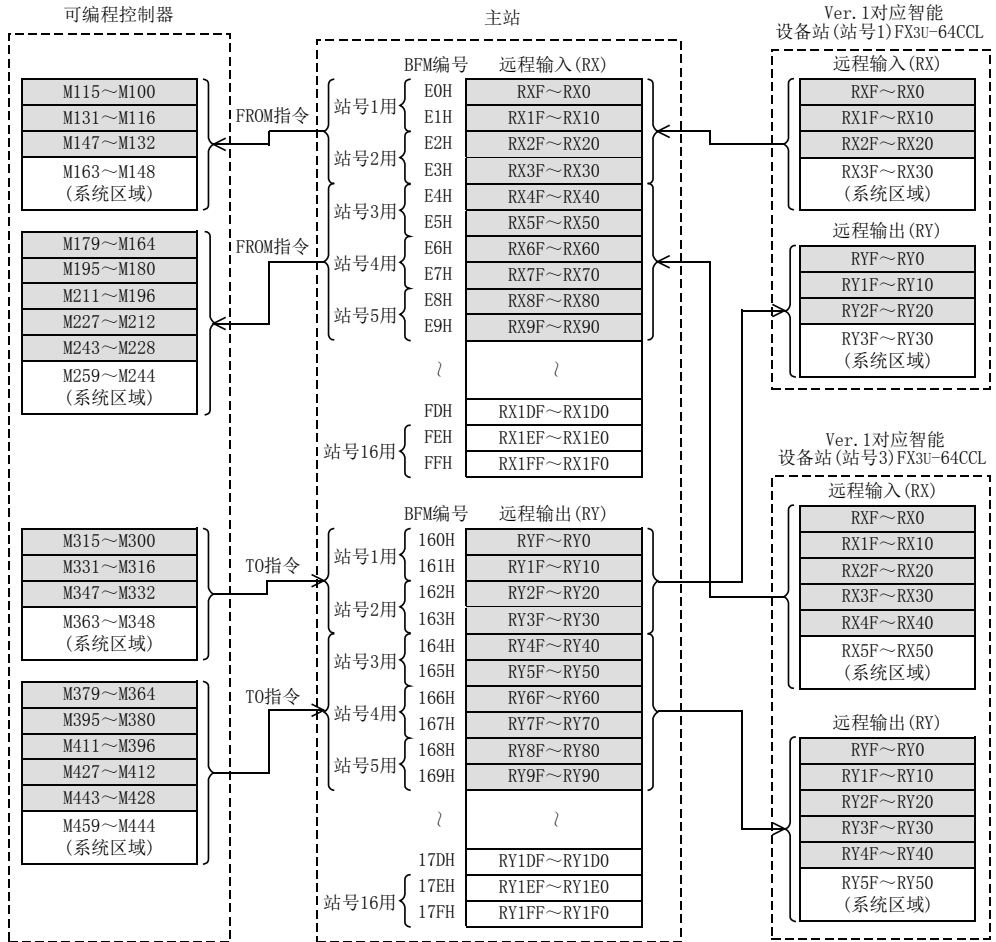 可编程控制器
M115～M100
M131～M116
M147～M132
M163～M148
(系统区域)
M179～M164
M195～M180
M211～M196
M227～M212
M243～M228
M259～M244
(系统区域)
M315～M300
M331～M316
M347～M332
M363～M348
(系统区域)
M379～M364
M395～M380
M411～M396
M427～M412
M443～M428
M459～M444
(系统区域)
FROM指令
FROM指令
TO指令
TO指令
主站
BFM编号 远程输入(RX)
站号1用
E0H RXF～RX0
E1H RX1F～RX10
站号2用
E2H RX2F～RX20
E3H RX3F～RX30
站号3用
E4H RX4F～RX40
E5H RX5F～RX50
站号4用
E6H RX6F～RX60
E7H RX7F～RX70
站号5用
E8H RX8F～RX80
E9H RX9F～RX90
～ ～
FDH RX1DF～RX1D0
站号16用
FEH RX1EF～RX1E0
FFH RX1FF～RX1F0
BFM编号 远程输出(RY)
站号1用
160H RYF～RY0
161H RY1F～RY10
站号2用
162H RY2F～RY20
163H RY3F～RY30
站号3用
164H RY4F～RY40
165H RY5F～RY50
站号4用
166H RY6F～RY60
167H RY7F～RY70
站号5用
168H RY8F～RY80
169H RY9F～RY90
～ ～
17DH RY1DF～RY1D0
站号16用
17EH RY1EF～RY1E0
17FH RY1FF～RY1F0
Ver.1对应智能
设备站(站号1)FX3U-64CCL
远程输入(RX)
RXF～RX0
RX1F～RX10
RX2F～RX20
RX3F～RX30
(系统区域)
远程输出(RY)
RYF～RY0
RY1F～RY10
RY2F～RY20
RY3F～RY30
(系统区域)
Ver.1对应智能
设备站(站号3)FX3U-64CCL
远程输入(RX)
RXF～RX0
RX1F～RX10
RX2F～RX20
RX3F～RX30
RX4F～RX40
RX5F～RX50
(系统区域)
远程输出(RY)
RYF～RY0
RY1F～RY10
RY2F～RY20
RY3F～RY30
RY4F～RY40
RY5F～RY50
(系统区域)